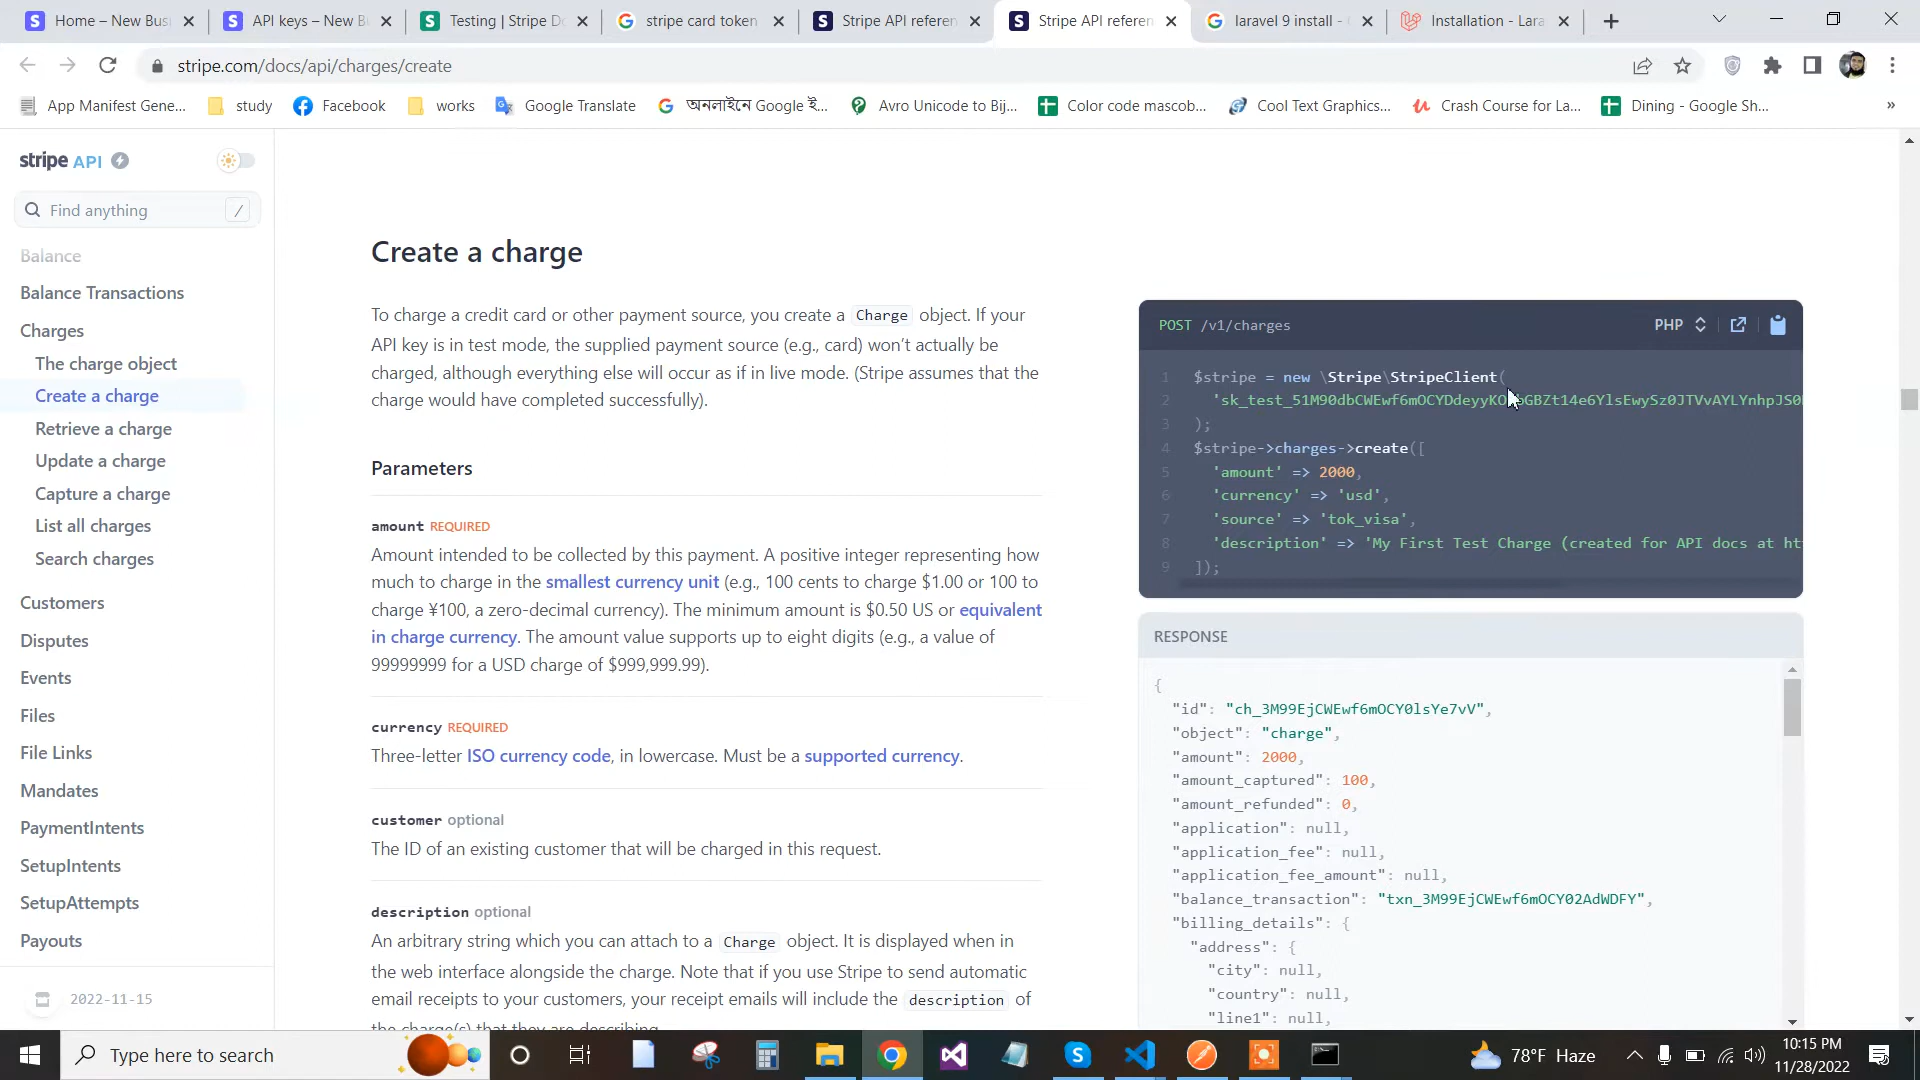 Home – New Busi
API keys – New B
Testing | Stripe Do
stripe card token
Stripe API referen
Stripe API referen
laravel 9 install -
Installation - Lara
stripe.com/docs/api/charges/create
App Manifest Gene...
study
Facebook
works
Google Translate
অনলাইনে Google ই...
Avro Unicode to Bij...
Color code mascob...
Cool Text Graphics...
Crash Course for La...
Dining - Google Sh...
»
stripe API
Find anything /
Balance
Balance Transactions
Charges
The charge object
Create a charge
Retrieve a charge
Update a charge
Capture a charge
List all charges
Search charges
Customers
Disputes
Events
Files
File Links
Mandates
PaymentIntents
SetupIntents
SetupAttempts
Payouts
2022-11-15
Create a charge
To charge a credit card or other payment source, you create a Charge object. If your
API key is in test mode, the supplied payment source (e.g., card) won't actually be
charged, although everything else will occur as if in live mode. (Stripe assumes that the
charge would have completed successfully).
Parameters
amount REQUIRED
Amount intended to be collected by this payment. A positive integer representing how
much to charge in the smallest currency unit (e.g., 100 cents to charge $1.00 or 100 to
charge ¥100, a zero-decimal currency). The minimum amount is $0.50 US or equivalent
in charge currency. The amount value supports up to eight digits (e.g., a value of
99999999 for a USD charge of $999,999.99).
currency REQUIRED
Three-letter ISO currency code, in lowercase. Must be a supported currency.
customer optional
The ID of an existing customer that will be charged in this request.
description optional
An arbitrary string which you can attach to a Charge object. It is displayed when in
the web interface alongside the charge. Note that if you use Stripe to send automatic
email receipts to your customers, your receipt emails will include the description of
the charge(s) that they are describing.
POST /v1/charges
PHP
1 $stripe = new \Stripe\StripeClient(
2
3 );
4 $stripe->charges->create([
5 'amount' => 2000,
6 'currency' => 'usd',
7 'source' => 'tok_visa',
8 'description' => 'My First Test Charge (created for API docs at ht
9 ]);
RESPONSE
{
"id": "ch_3M99EjCWEwf6mOCY0lsYe7vV",
"object": "charge",
"amount": 2000,
"amount_captured": 100,
"amount_refunded": 0,
"application": null,
"application_fee": null,
"application_fee_amount": null,
"balance_transaction": "txn_3M99EjCWEwf6mOCY02AdWDFY",
"billing_details": {
"address": {
"city": null,
"country": null,
"line1": null,
Type here to search
78°F Haze
10:15 PM
11/28/2022